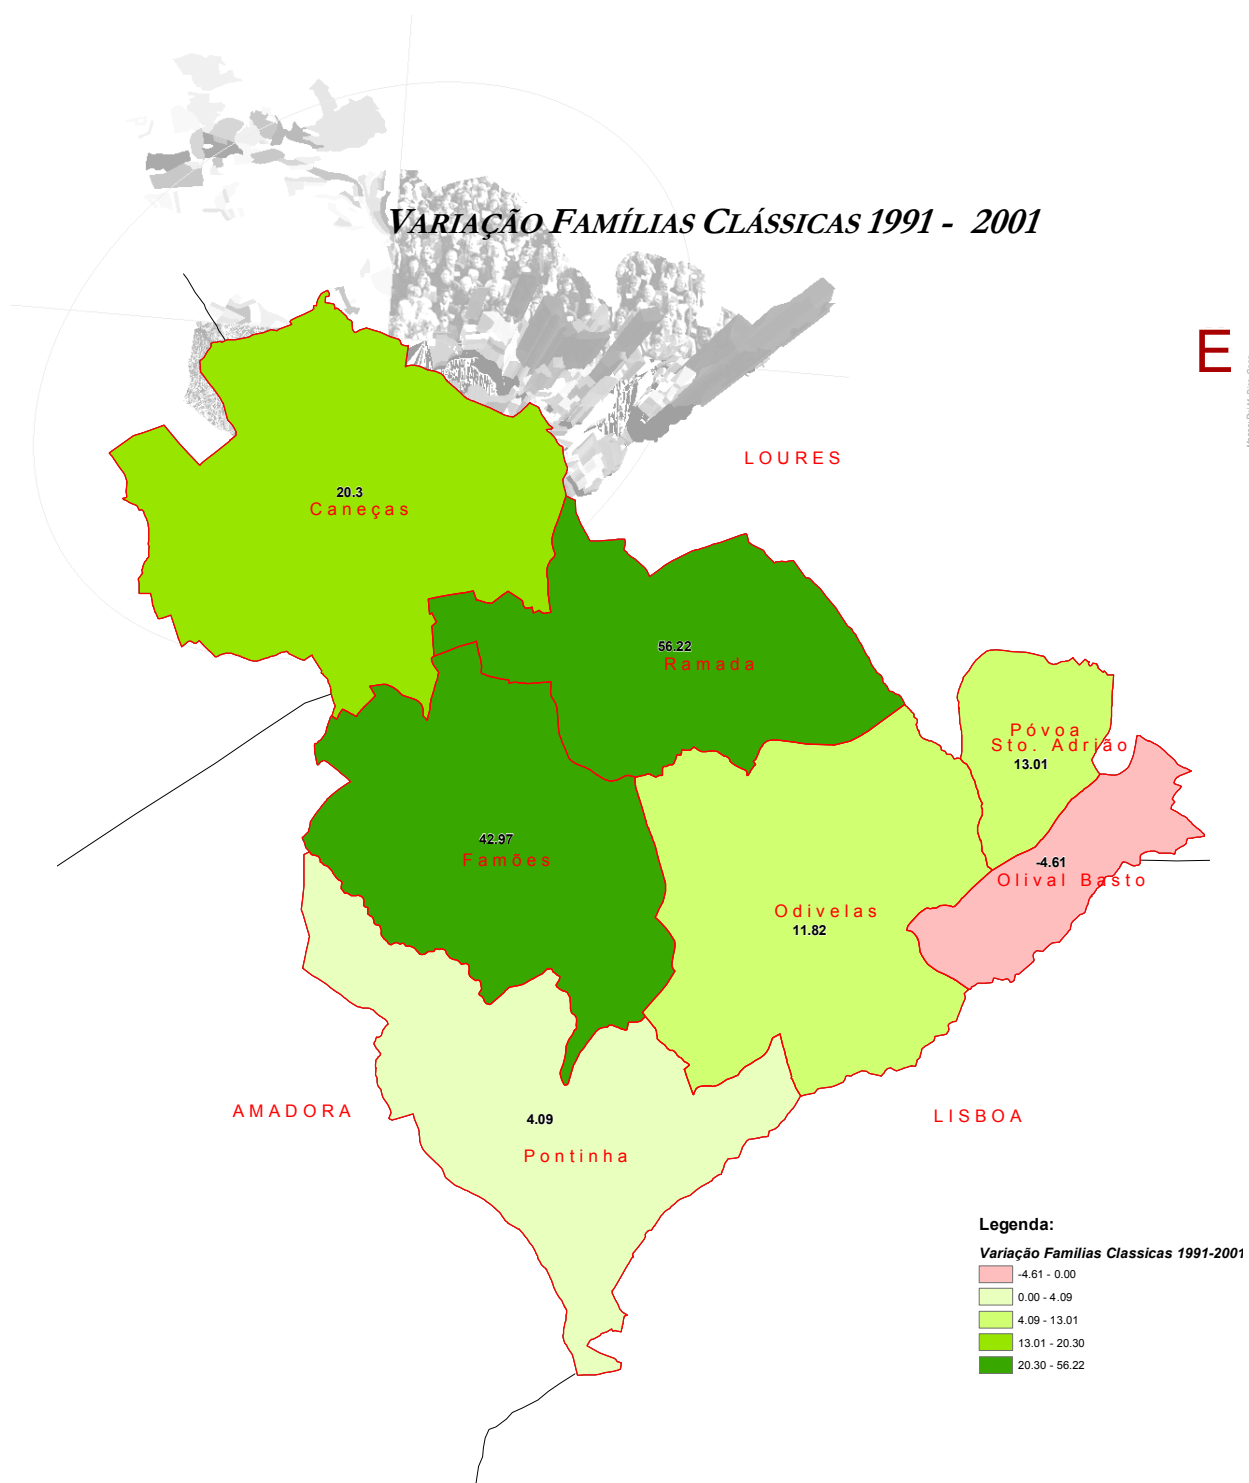 VARIAÇÃO FAMÍLIAS CLÁSSICAS 1991 - 2001
E
LOURES
20.3
Caneças
56.22
Ramada
Póvoa
Sto. Adrião
13.01
42.97
Famões
-4.61
Olival Basto
Odivelas
11.82
AMADORA
4.09
LISBOA
Pontinha
Legenda:
Variação Familias Classicas 1991-2001
-4.61 - 0.00
0.00 - 4.09
4.09 - 13.01
13.01 - 20.30
20.30 - 56.22